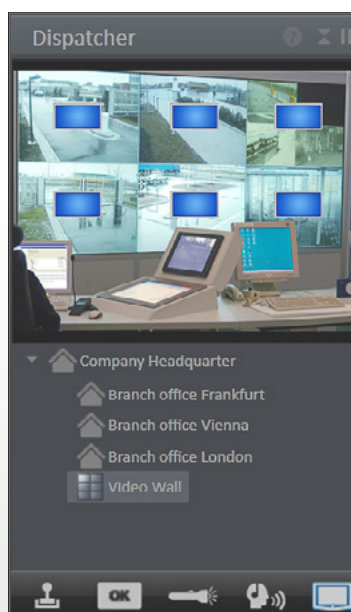 Dispatcher
?
Company Headquarter
Branch office Frankfurt
Branch office Vienna
Branch office London
Video Wall
OK